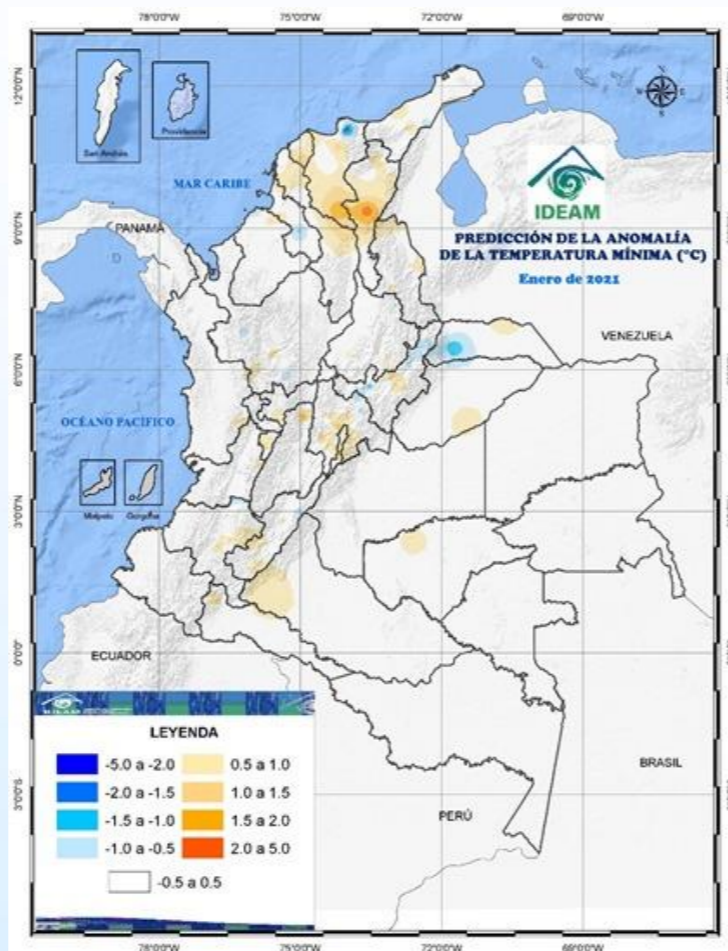 78°0'0"W 75°0'0"W 72°0'0"W 69°0'0"W
12°0'0"N
9°0'0"N
6°0'0"N
3°0'0"N
0°0'0"
3°0'0"S
San Andrés
Providencia
N
W
E
S
MAR CARIBE
IDEAM
PANAMÁ
PREDICCIÓN DE LA ANOMALÍA
DE LA TEMPERATURA MÍNIMA (°C)
Enero de 2021
VENEZUELA
OCÉANO PACÍFICO
Malpelo
Gorgona
ECUADOR
BRASIL
PERÚ
IDEAM
LEYENDA
-5.0 a -2.0
0.5 a 1.0
-2.0 a -1.5
1.0 a 1.5
-1.5 a -1.0
1.5 a 2.0
-1.0 a -0.5
2.0 a 5.0
-0.5 a 0.5
78°0'0"W 75°0'0"W 72°0'0"W 69°0'0"W